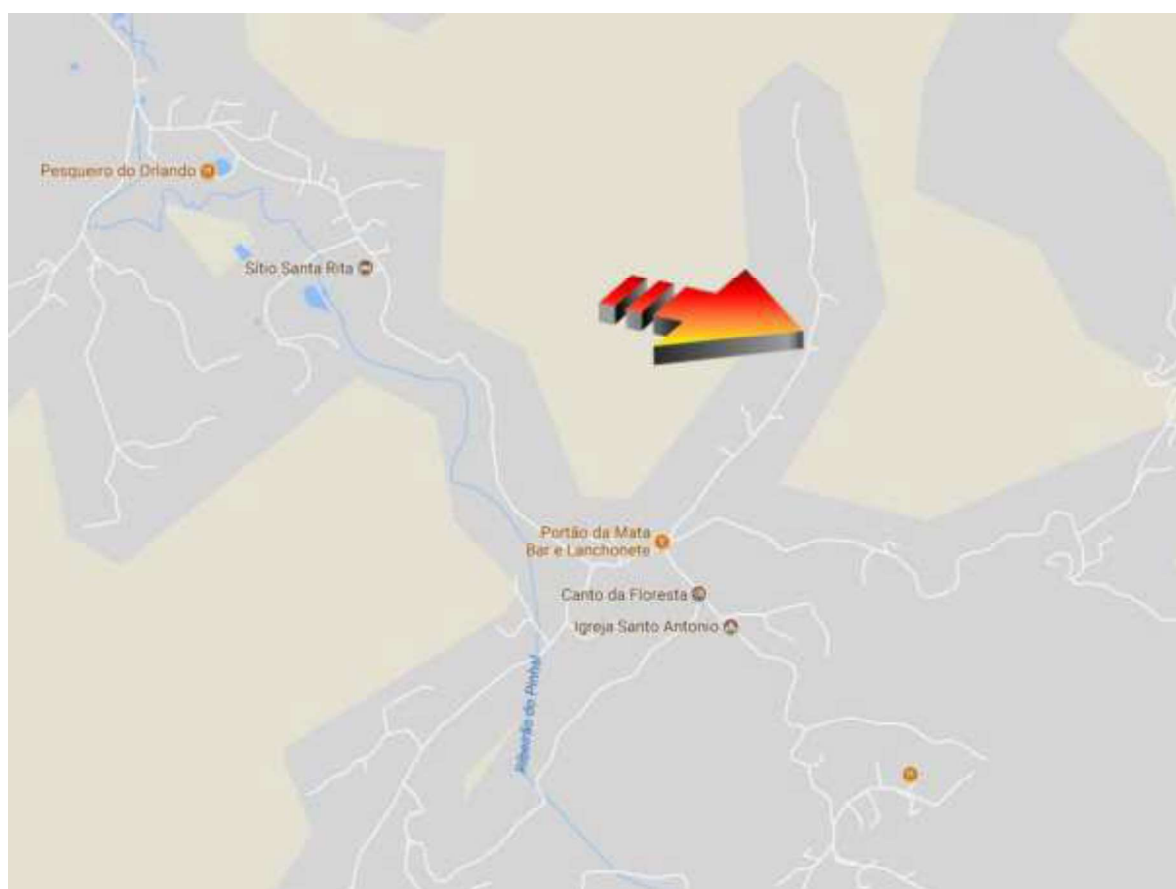 Pesqueiro do Orlando
Sítio Santa Rita
Portão da Mata
Bar e Lanchonete
Canto da Floresta
Igreja Santo Antonio
Ribeirão do Pinhal